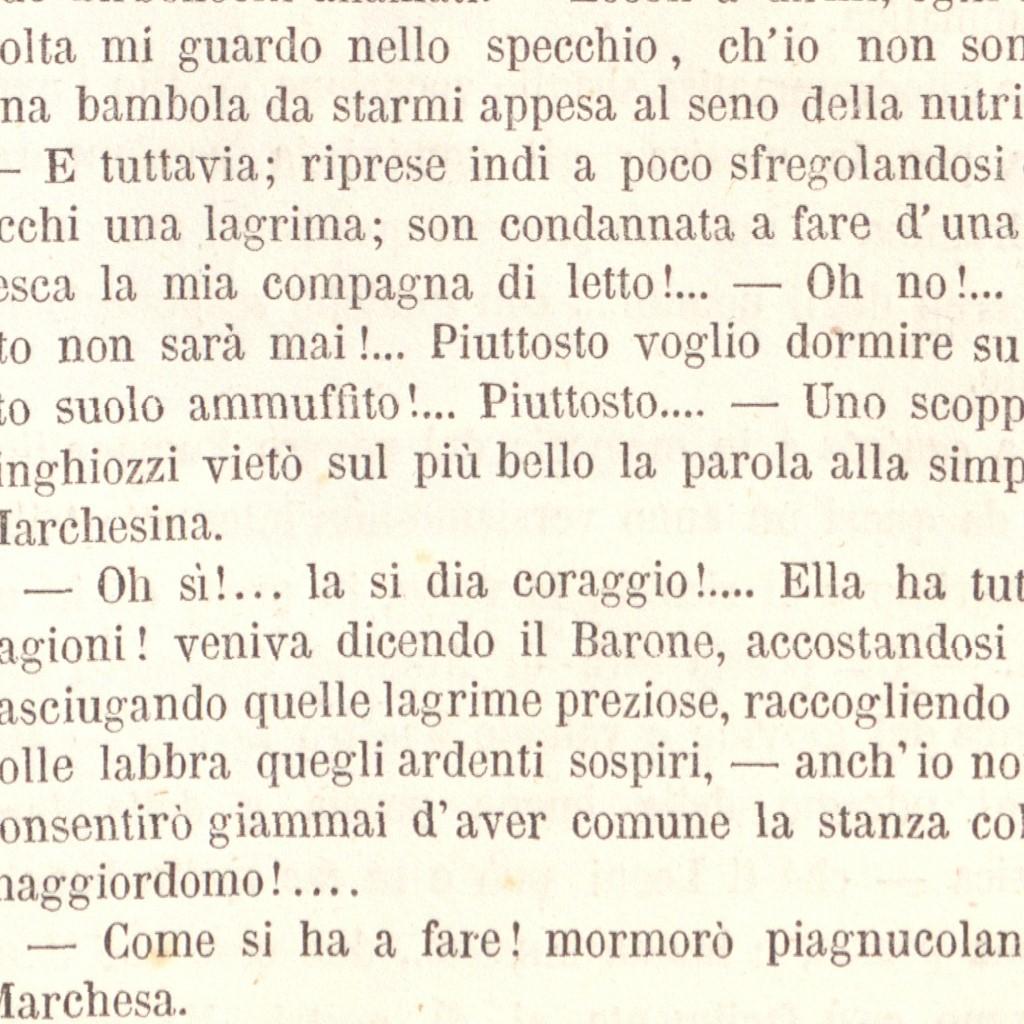 olta mi guardo nello specchio, ch'io non son
na bambola da starmi appesa al seno della nutri
— E tuttavia; riprese indi a poco sfregolandosi
cchi una lagrima; son condannata a fare d'una
esca la mia compagna di letto!... — Oh no!...
to non sarà mai!... Piuttosto voglio dormire su
to suolo ammuffito!... Piuttosto.... — Uno scopp
inghiozzi vietò sul più bello la parola alla simp
Marchesina.
— Oh sì!... la si dia coraggio!.... Ella ha tut
agioni! veniva dicendo il Barone, accostandosi
asciugando quelle lagrime preziose, raccogliendo
olle labbra quegli ardenti sospiri, — anch'io no
onsentirò giammai d'aver comune la stanza col
maggiordomo!....
— Come si ha a fare! mormorò piagnucolan
Marchesa.